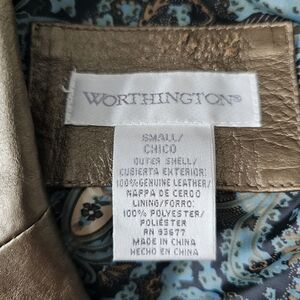 WORTHINGTON®
SMALL/
CHICO
OUTER SHELL/
CUBIERTA EXTERIOR:
100% GENUINE LEATHER/
NAPPA DE CERDO
LINING/FORRO:
100% POLYESTER/
POLIÉSTER
RN 93677
MADE IN CHINA
HECHO EN CHINA